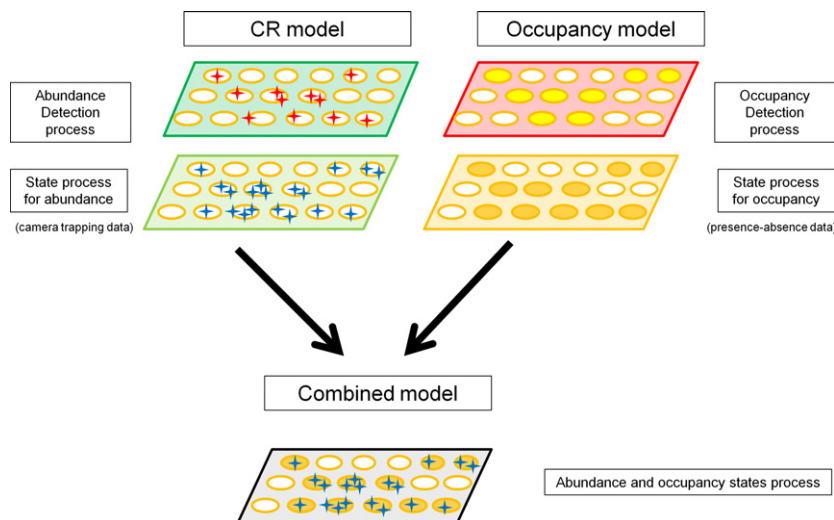 CR model
Occupancy model
Abundance
Detection
process
Occupancy
Detection
process
State process
for abundance
(camera trapping data)
State process
for occupancy
(presence-absence data)
Combined model
Abundance and occupancy states process